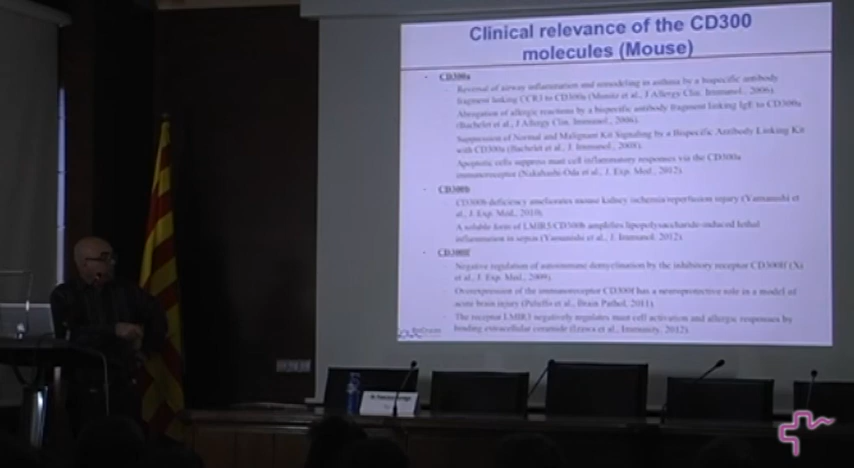 Clinical relevance of the CD300
molecules (Mouse)
CD300a
Reversal of airway inflammation and remodeling in asthma by a bispecific antibody
fragment linking CCR3 to CD300a (Munitz et al., J Allergy Clin. Immunol., 2006).
Abrogation of allergic reactions by a bispecific antibody fragment linking IgE to CD300a
(Bachelet et al., J Allergy Clin. Immunol., 2006).
Suppression of Normal and Malignant Kit Signaling by a Bispecific Antibody Linking Kit
with CD300a (Bachelet et al., J. Immunol., 2008).
Apoptotic cells suppress mast cell inflammatory responses via the CD300a
immunoreceptor (Nakahashi-Oda et al., J. Exp. Med., 2012).
CD300b
CD300b deficiency ameliorates mouse kidney ischemia/reperfusion injury (Yamanishi et
al., J. Exp. Med., 2010).
A soluble form of LMIR5/CD300b amplifies lipopolysaccharide-induced lethal
inflammation in sepsis (Yamanishi et al., J. Immunol. 2012).
CD300f
Negative regulation of autoimmune demyelination by the inhibitory receptor CD300f (Xi
et al., J. Exp. Med., 2009).
Overexpression of the immunoreceptor CD300f has a neuroprotective role in a model of
acute brain injury (Peluffo et al., Brain Pathol, 2011).
The receptor LMIR3 negatively regulates mast cell activation and allergic responses by
binding extracellular ceramide (Izawa et al., Immunity, 2012).